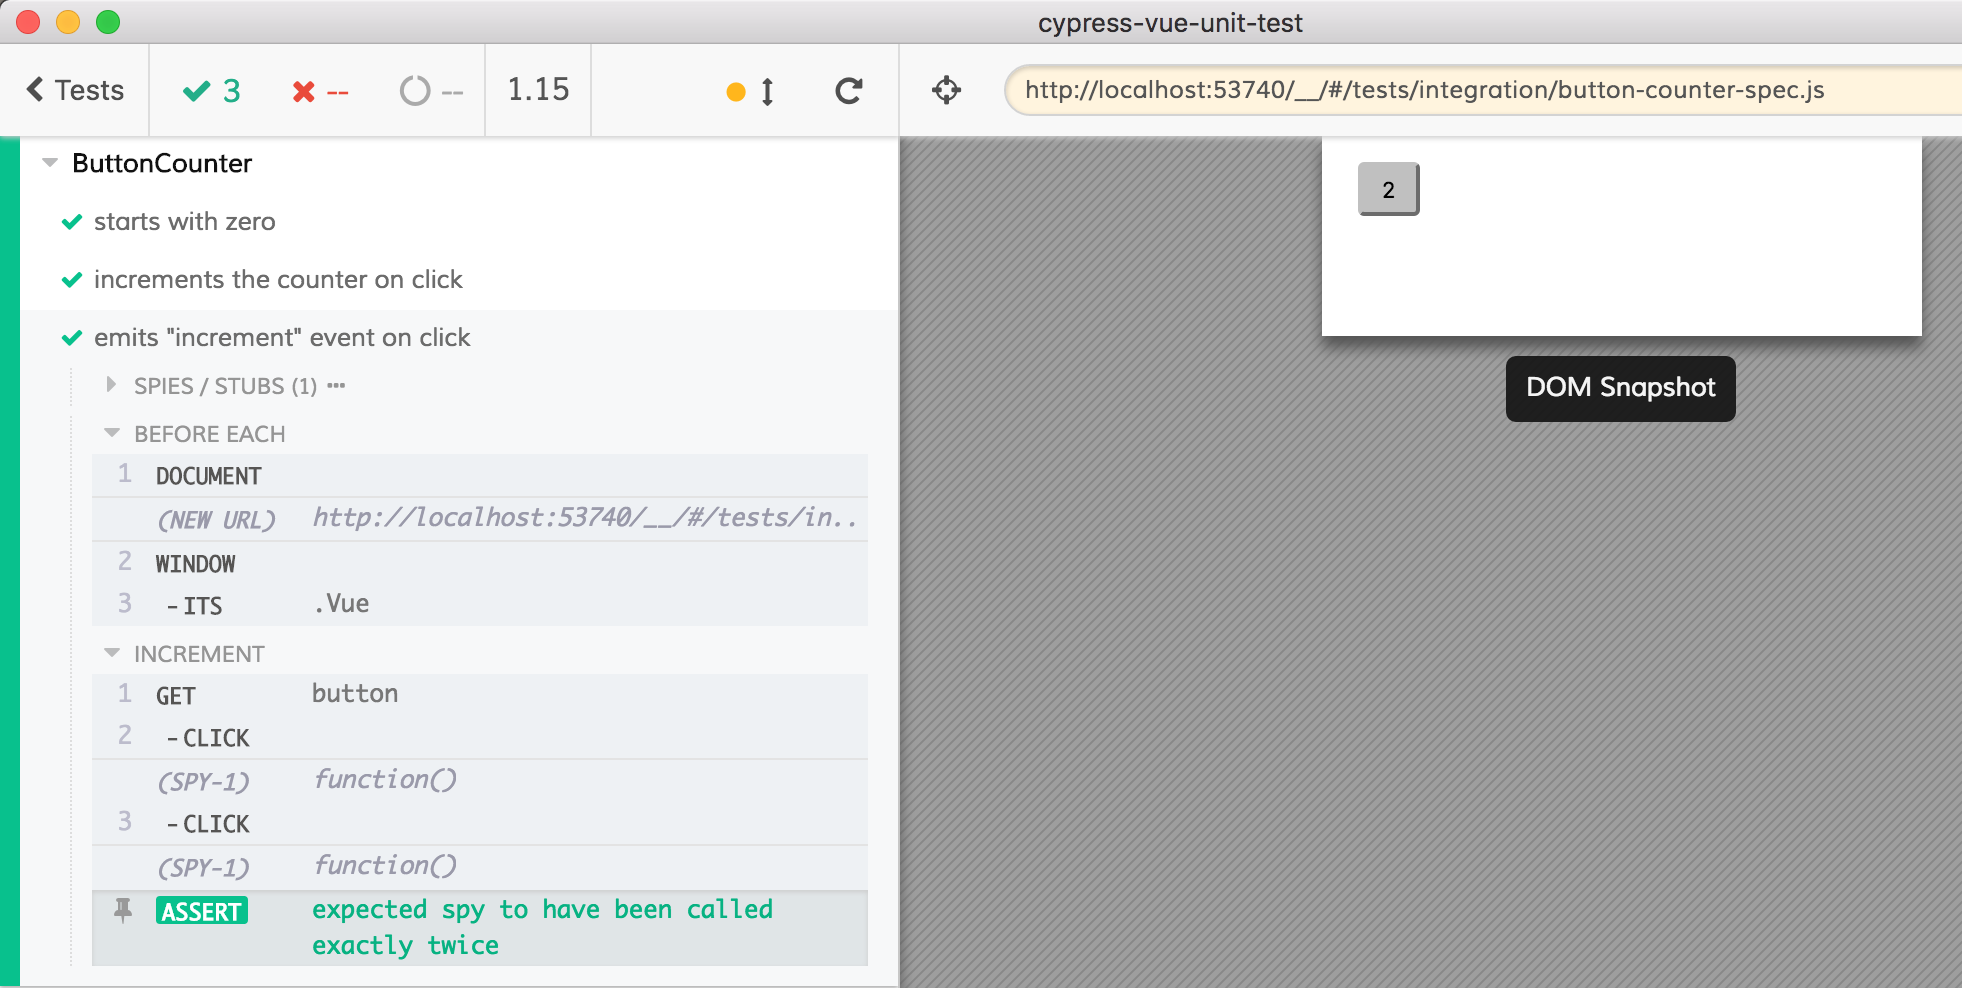 cypress-vue-unit-test
Tests 3 -- -- 1.15 http://localhost:53740/__/#/tests/integration/button-counter-spec.js
ButtonCounter
starts with zero
increments the counter on click
emits "increment" event on click
SPIES / STUBS (1) •••
BEFORE EACH
1 DOCUMENT
(NEW URL) http://localhost:53740/__/#/tests/in..
2 WINDOW
3 -ITS .Vue
INCREMENT
1 GET button
2 -CLICK
(SPY-1) function()
3 -CLICK
(SPY-1) function()
ASSERT expected spy to have been called
exactly twice
2
DOM Snapshot